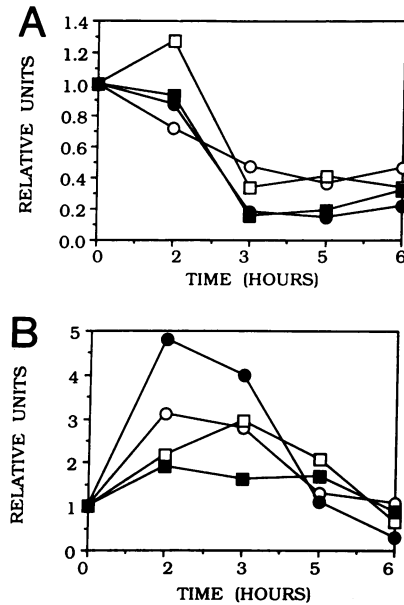 A
RELATIVE UNITS
1.4
1.2
1.0
0.8
0.6
0.4
0.2
0.0
0 2 3 5 6
TIME (HOURS)
B
RELATIVE UNITS
5
4
3
2
1
0
0 2 3 5 6
TIME (HOURS)